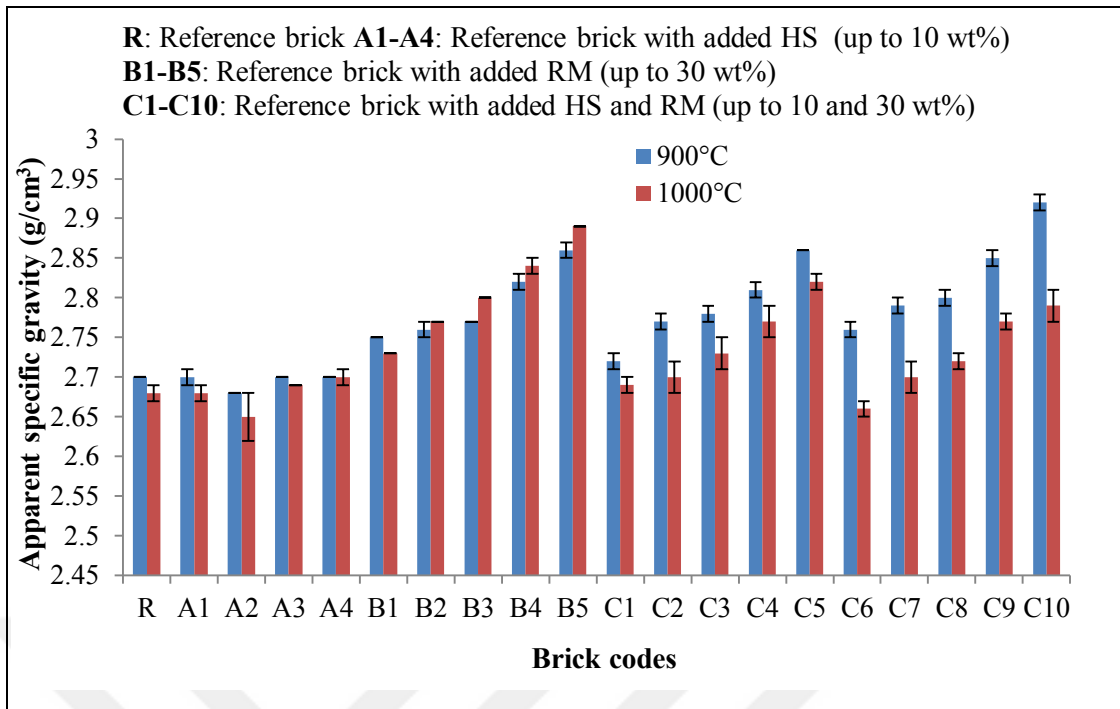 R: Reference brick A1-A4: Reference brick with added HS (up to 10 wt%)
B1-B5: Reference brick with added RM (up to 30 wt%)
C1-C10: Reference brick with added HS and RM (up to 10 and 30 wt%)
900°C
1000°C
Apparent specific gravity (g/cm³)
3
2.95
2.9
2.85
2.8
2.75
2.7
2.65
2.6
2.55
2.5
2.45
R A1 A2 A3 A4 B1 B2 B3 B4 B5 C1 C2 C3 C4 C5 C6 C7 C8 C9 C10
Brick codes